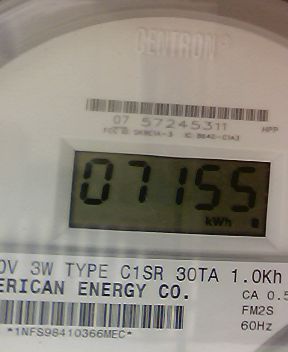 CENTRON®
07 57245311
HPP
07155
kWh
0V 3W TYPE C1SR 30TA 1.0Kh
ERICAN ENERGY CO.
CA 0.5
FM2S
*1NFS98410366MEC*
60Hz